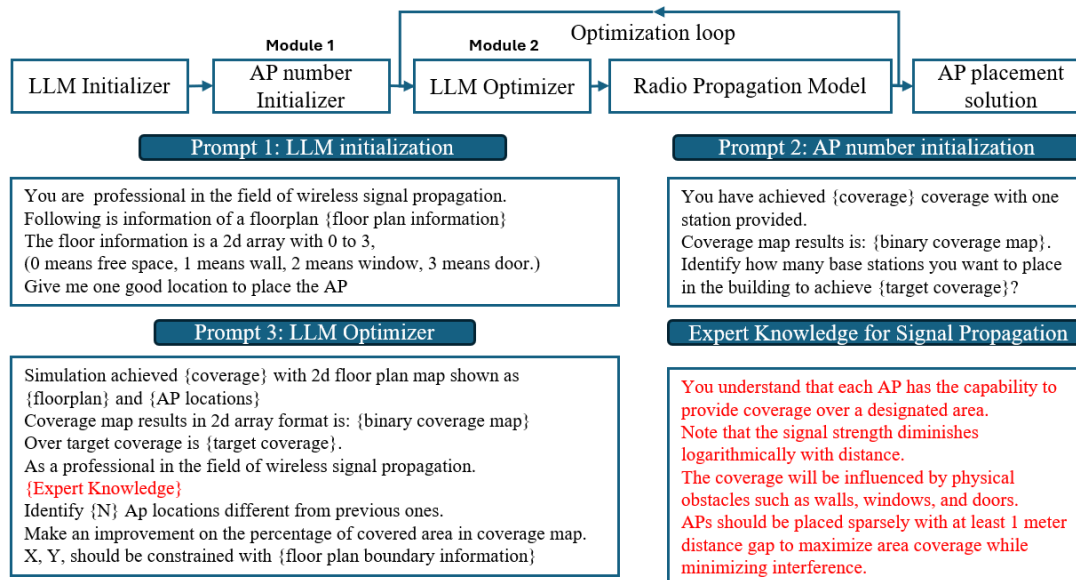 Optimization loop
Module 1
Module 2
LLM Initializer
AP number
Initializer
LLM Optimizer
Radio Propagation Model
AP placement
solution
Prompt 1: LLM initialization
You are professional in the field of wireless signal propagation.
Following is information of a floorplan {floor plan information}
The floor information is a 2d array with 0 to 3,
(0 means free space, 1 means wall, 2 means window, 3 means door.)
Give me one good location to place the AP
Prompt 2: AP number initialization
You have achieved {coverage} coverage with one
station provided.
Coverage map results is: {binary coverage map}.
Identify how many base stations you want to place
in the building to achieve {target coverage}?
Prompt 3: LLM Optimizer
Simulation achieved {coverage} with 2d floor plan map shown as
{floorplan} and {AP locations}
Coverage map results in 2d array format is: {binary coverage map}
Over target coverage is {target coverage}.
As a professional in the field of wireless signal propagation.
{Expert Knowledge}
Identify {N} Ap locations different from previous ones.
Make an improvement on the percentage of covered area in coverage map.
X, Y, should be constrained with {floor plan boundary information}
Expert Knowledge for Signal Propagation
You understand that each AP has the capability to
provide coverage over a designated area.
Note that the signal strength diminishes
logarithmically with distance.
The coverage will be influenced by physical
obstacles such as walls, windows, and doors.
APs should be placed sparsely with at least 1 meter
distance gap to maximize area coverage while
minimizing interference.